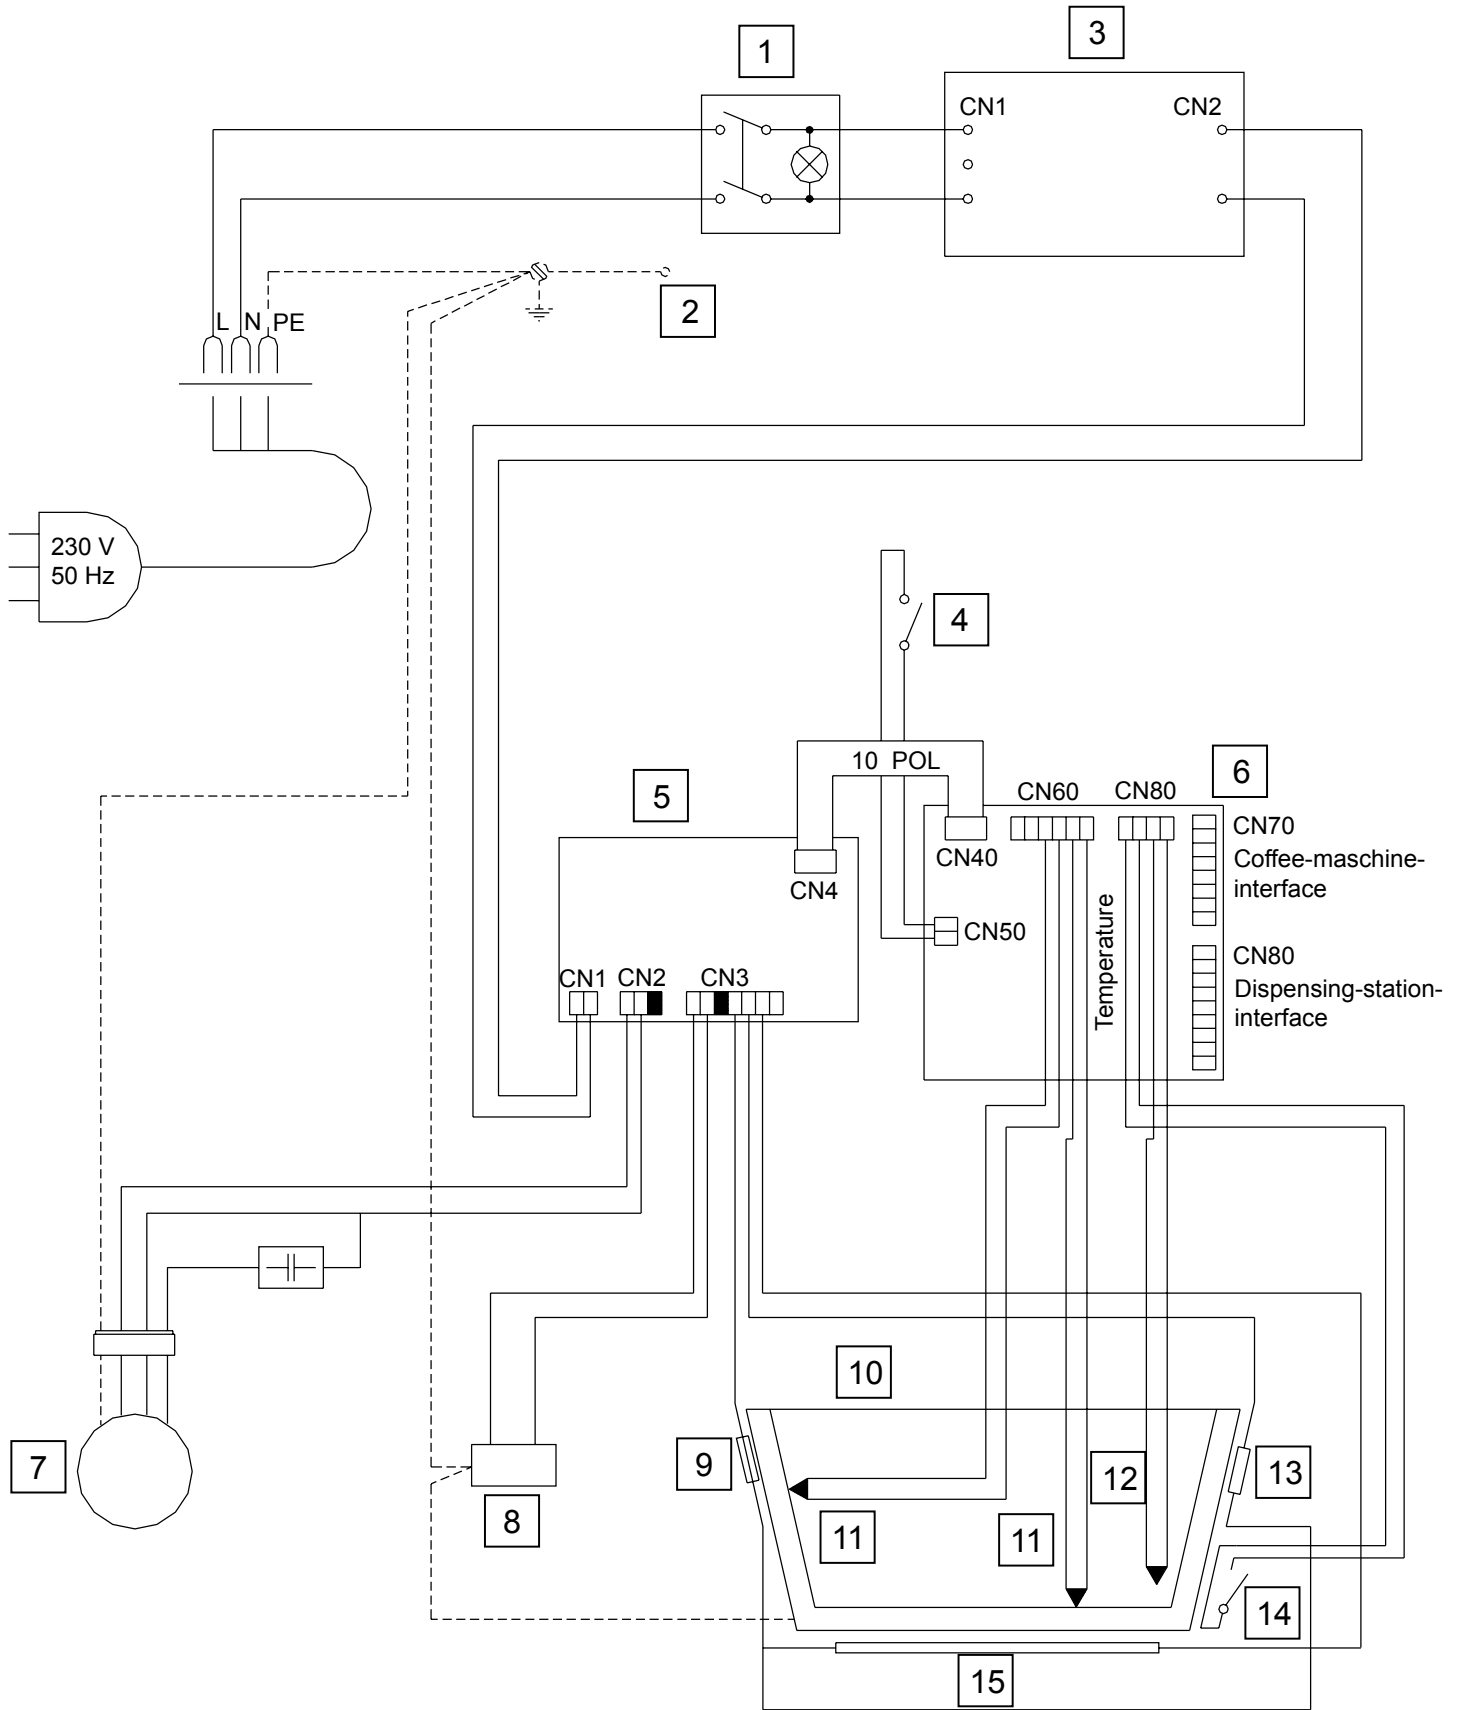 1
3
CN1
CN2
2
L N PE
230 V
50 Hz
4
10 POL
5
6
CN60
CN80
CN70
Coffee-maschine-
interface
CN40
CN4
Temperature
CN50
CN80
Dispensing-station-
interface
CN1
CN2
CN3
10
7
9
12
13
8
11
11
14
15